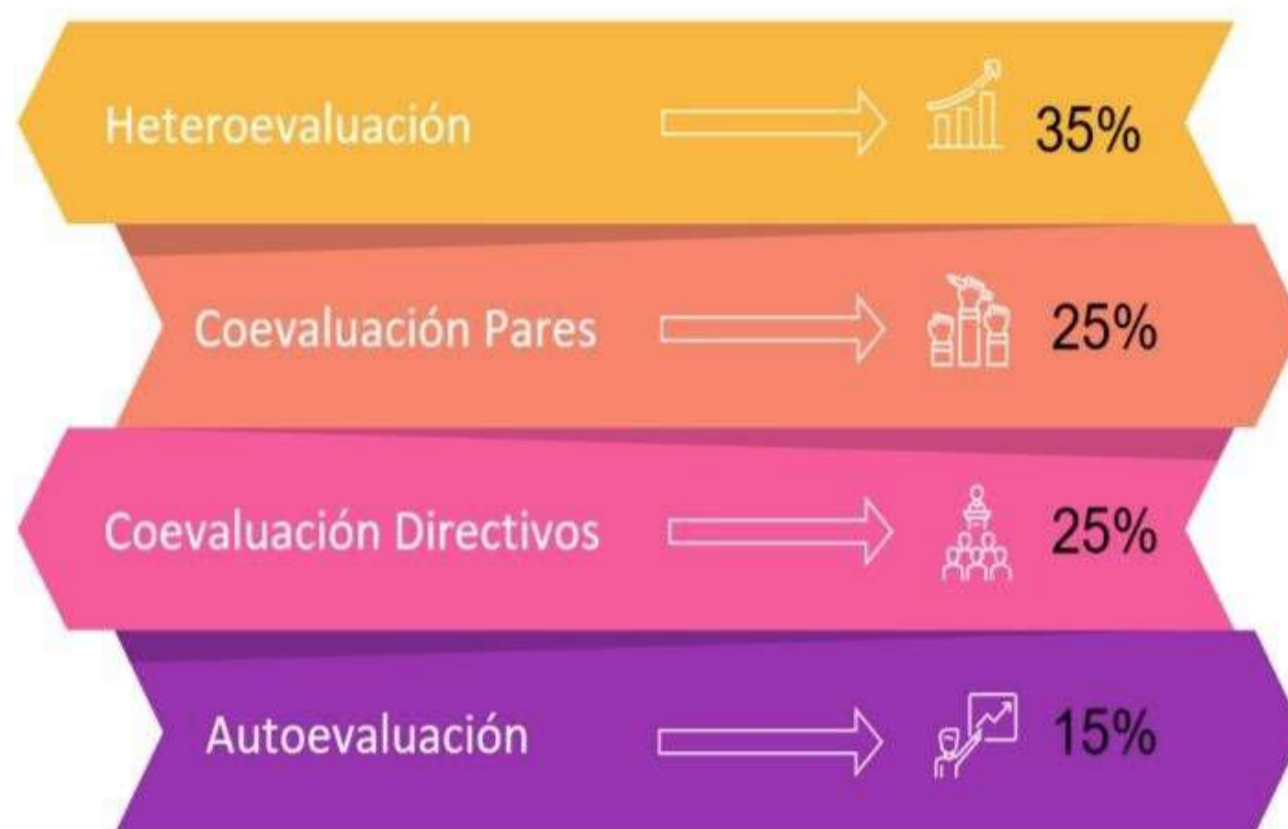 Heteroevaluación 35%
Coevaluación Pares 25%
Coevaluación Directivos 25%
Autoevaluación 15%